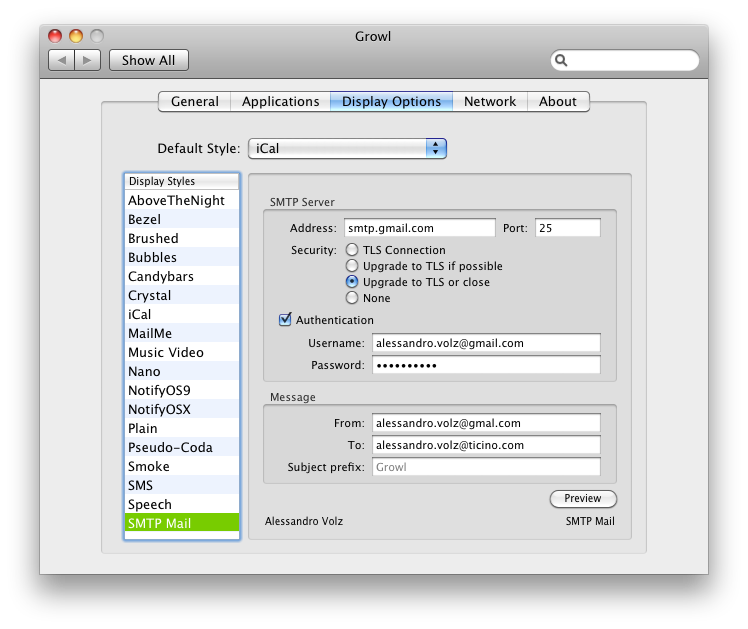 Growl
Show All
General Applications Display Options Network About
Default Style: iCal
Display Styles
AboveTheNight
Bezel
Brushed
Bubbles
Candybars
Crystal
iCal
MailMe
Music Video
Nano
NotifyOS9
NotifyOSX
Plain
Pseudo-Coda
Smoke
SMS
Speech
SMTP Mail
SMTP Server
Address: smtp.gmail.com Port: 25
Security: TLS Connection
Upgrade to TLS if possible
Upgrade to TLS or close
None
Authentication
Username: alessandro.volz@gmail.com
Password: ••••••••••
Message
From: alessandro.volz@gmal.com
To: alessandro.volz@ticino.com
Subject prefix: Growl
Preview
Alessandro Volz SMTP Mail